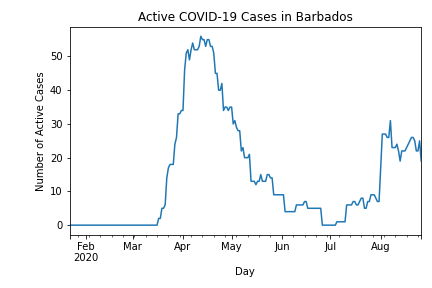 Active COVID-19 Cases in Barbados
Number of Active Cases
50
40
30
20
10
0
Feb Mar Apr May Jun Jul Aug
2020
Day